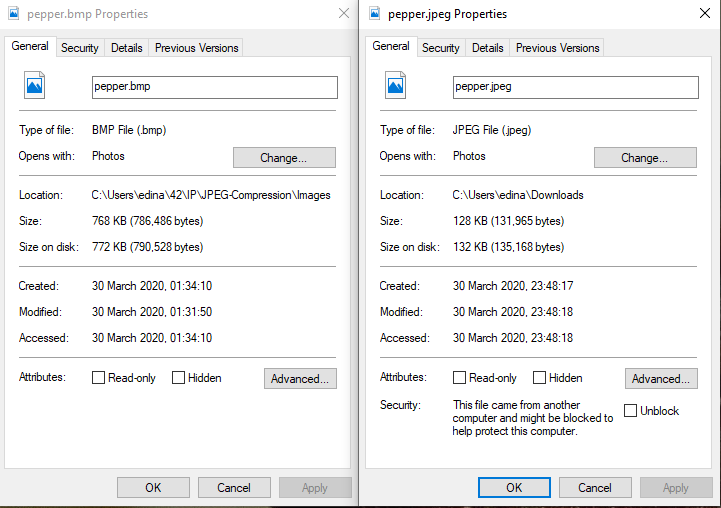 pepper.bmp Properties
General Security Details Previous Versions
pepper.bmp
Type of file: BMP File (.bmp)
Opens with: Photos Change...
Location: C:\Users\edina\42\IP\JPEG-Compression\Images
Size: 768 KB (786,486 bytes)
Size on disk: 772 KB (790,528 bytes)
Created: 30 March 2020, 01:34:10
Modified: 30 March 2020, 01:31:50
Accessed: 30 March 2020, 01:34:10
Attributes: Read-only Hidden Advanced...
OK Cancel Apply
pepper.jpeg Properties
General Security Details Previous Versions
pepper.jpeg
Type of file: JPEG File (.jpeg)
Opens with: Photos Change...
Location: C:\Users\edina\Downloads
Size: 128 KB (131,965 bytes)
Size on disk: 132 KB (135,168 bytes)
Created: 30 March 2020, 23:48:17
Modified: 30 March 2020, 23:48:18
Accessed: 30 March 2020, 23:48:18
Attributes: Read-only Hidden Advanced...
Security: This file came from another
computer and might be blocked to
help protect this computer.
Unblock
OK Cancel Apply